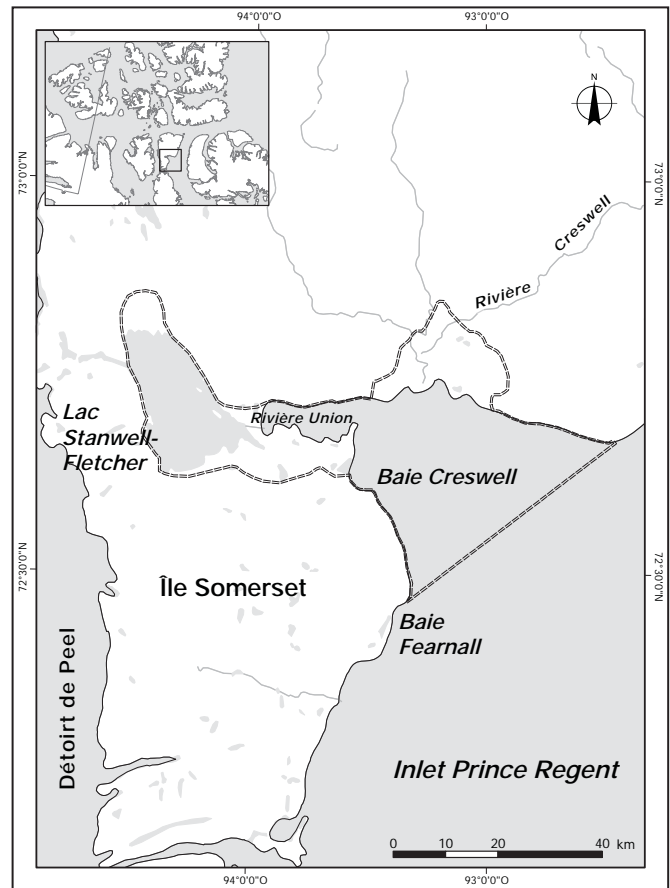 94°0'0"O 93°0'0"O
N
73°0'0"N
73°0'0"N
Rivière Creswell
Lac
Stanwell-
Fletcher
Rivière Union
Baie Creswell
72°30'0"N
72°30'0"N
Île Somerset
Baie
Fearnall
Détoirt de Peel
Inlet Prince Regent
0 10 20 40 km
94°0'0"O 93°0'0"O